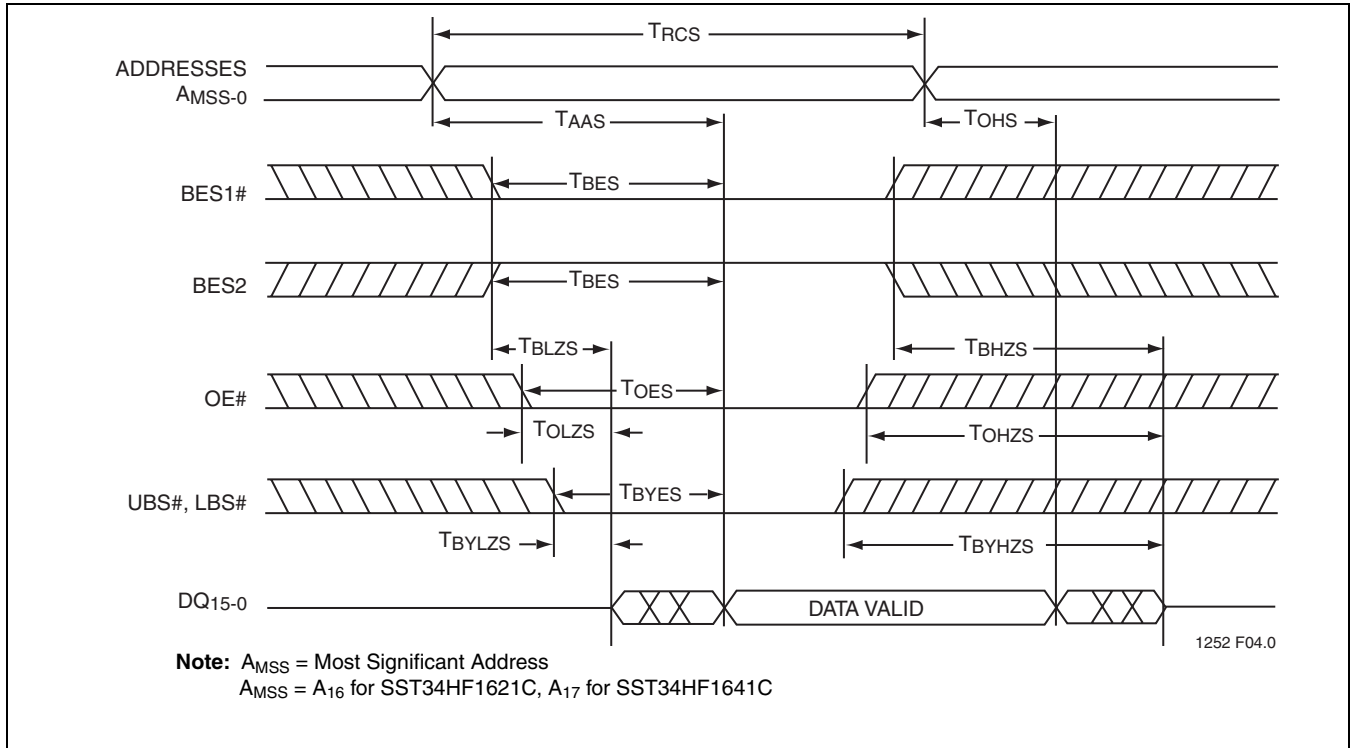 TRCS
ADDRESSES
AMSS-0
TAAS
TOHS
BES1#
TBES
BES2
TBES
TBLZS
TBHZS
OE#
TOES
TOLZS
TOHZS
UBS#, LBS#
TBYES
TBYLZS
TBYHZS
DQ15-0
DATA VALID
1252 F04.0
Note: AMSS = Most Significant Address
AMSS = A16 for SST34HF1621C, A17 for SST34HF1641C